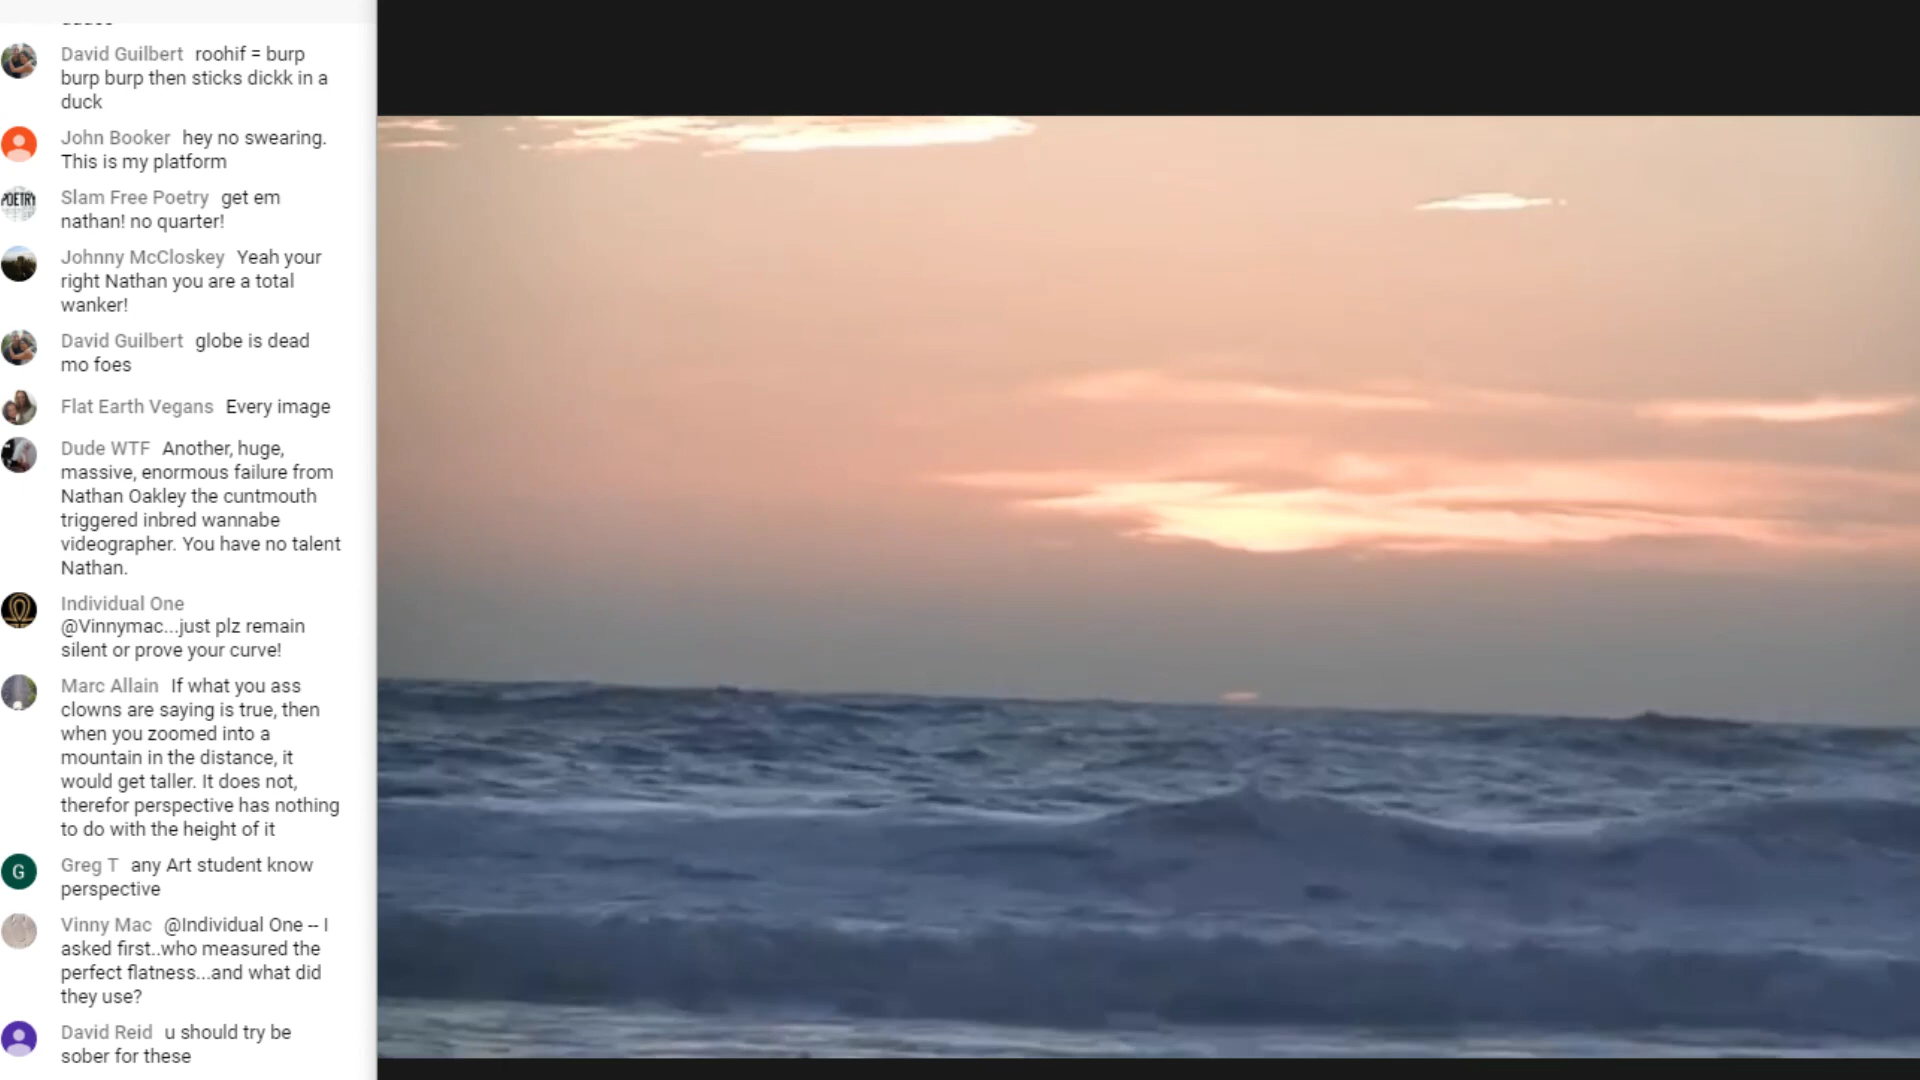 David Guilbert roohif = burp
burp burp then sticks dickk in a
duck
John Booker hey no swearing.
This is my platform
POETRY
Slam Free Poetry get em
nathan! no quarter!
Johnny McCloskey Yeah your
right Nathan you are a total
wanker!
David Guilbert globe is dead
mo foes
Flat Earth Vegans Every image
Dude WTF Another, huge,
massive, enormous failure from
Nathan Oakley the cuntmouth
triggered inbred wannabe
videographer. You have no talent
Nathan.
Individual One
@Vinnymac...just plz remain
silent or prove your curve!
Marc Allain If what you ass
clowns are saying is true, then
when you zoomed into a
mountain in the distance, it
would get taller. It does not,
therefor perspective has nothing
to do with the height of it
G
Greg T any Art student know
perspective
Vinny Mac @Individual One -- I
asked first..who measured the
perfect flatness...and what did
they use?
David Reid u should try be
sober for these